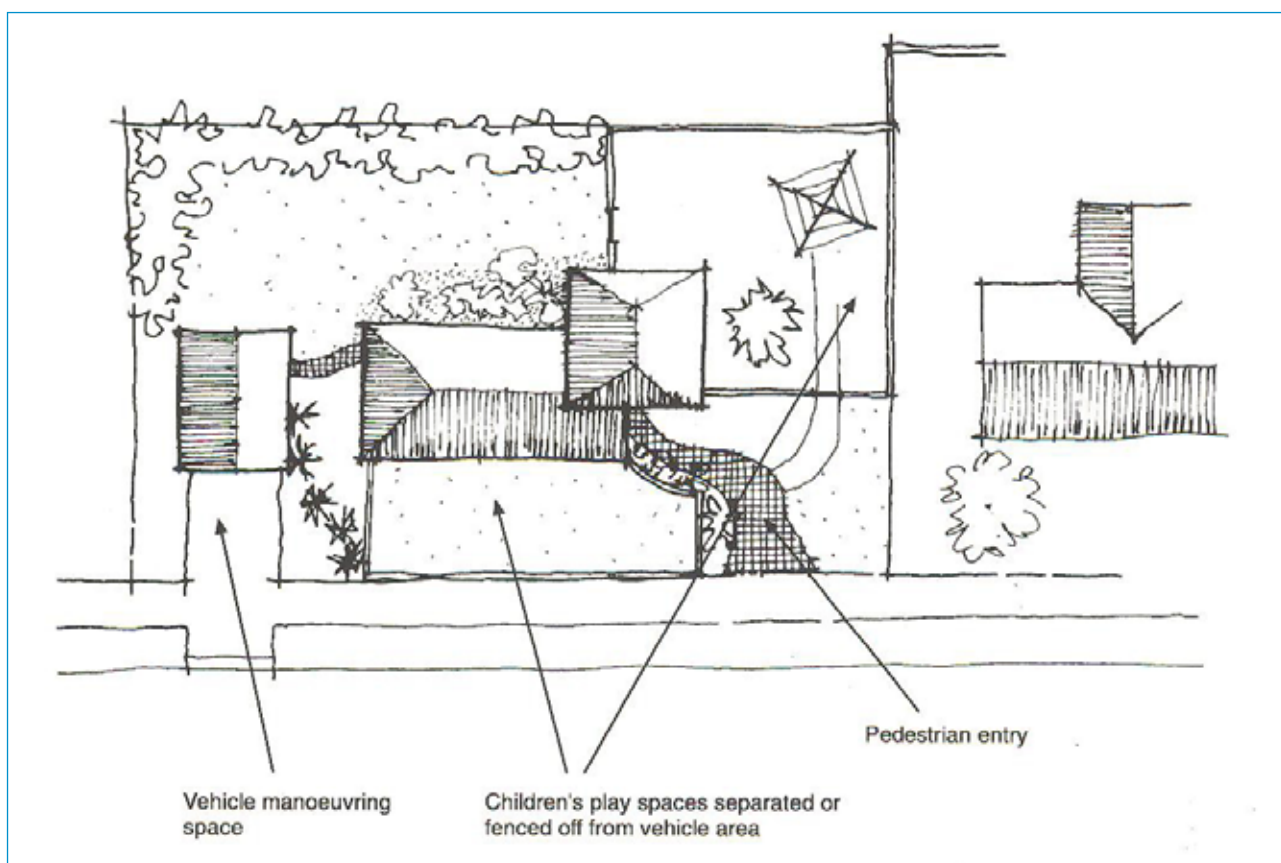 Pedestrian entry
Vehicle manoeuvring
space
Children's play spaces separated or
fenced off from vehicle area